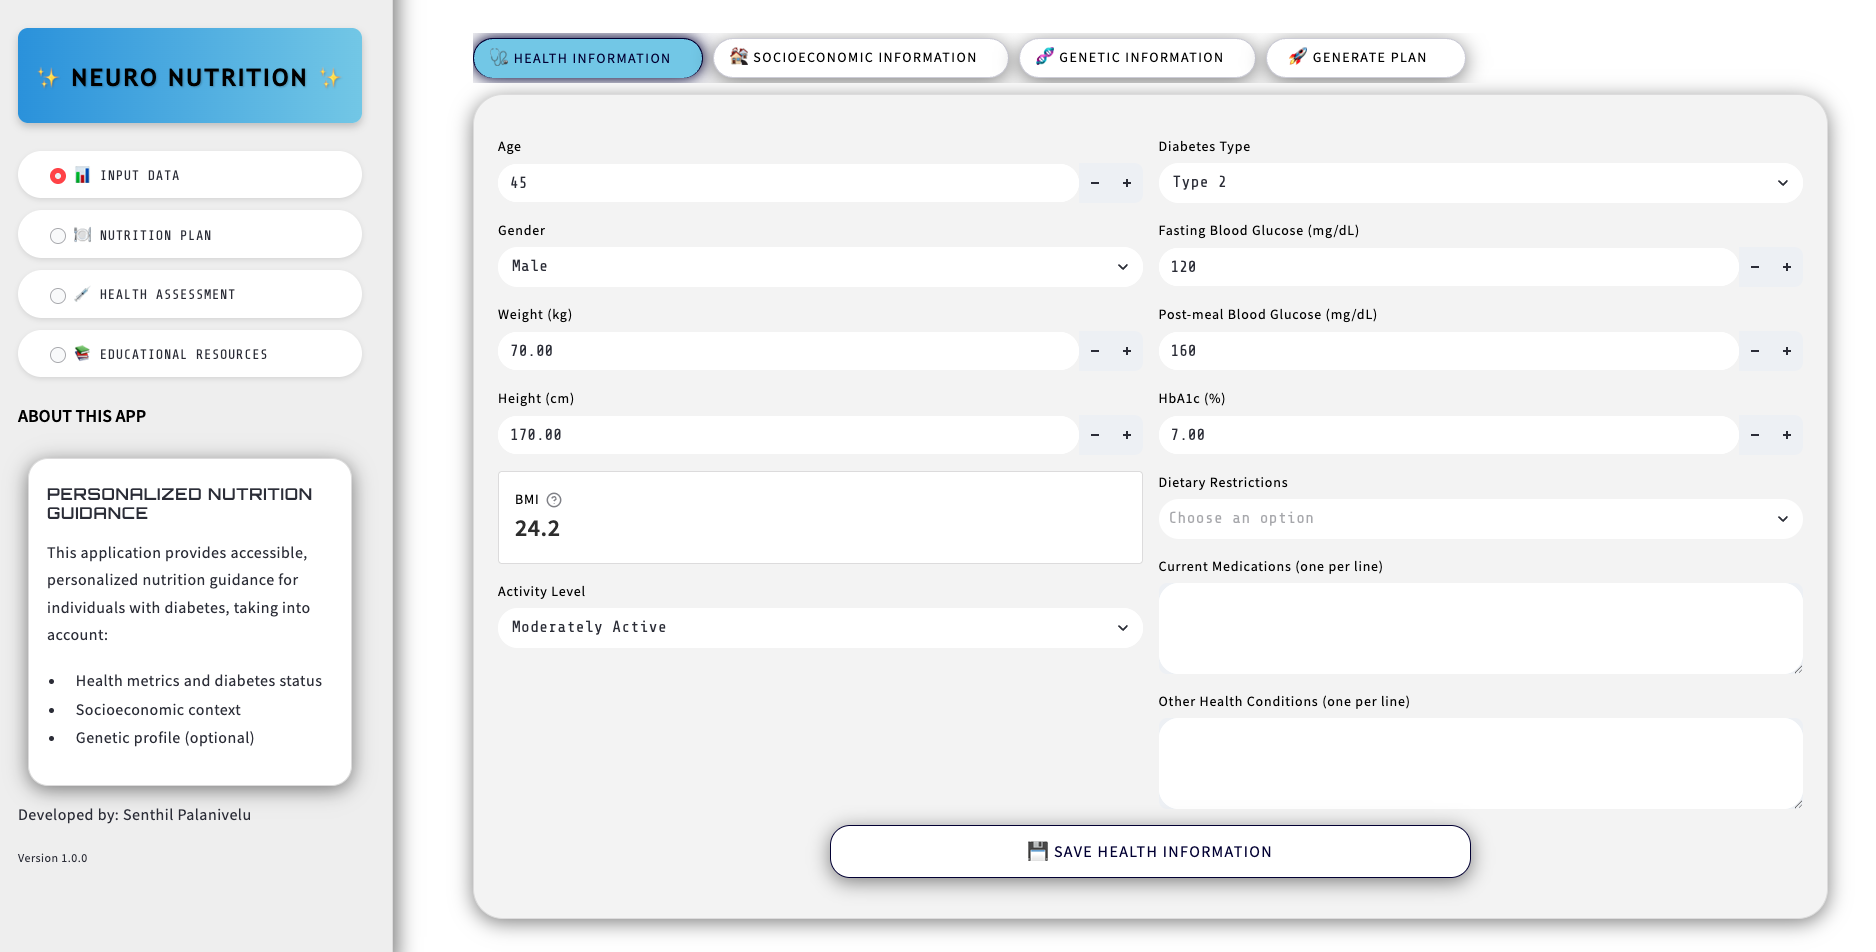 ✨ NEURO NUTRITION ✨
📊 INPUT DATA
🍽️ NUTRITION PLAN
💉 HEALTH ASSESSMENT
📚 EDUCATIONAL RESOURCES
ABOUT THIS APP
PERSONALIZED NUTRITION
GUIDANCE
This application provides accessible,
personalized nutrition guidance for
individuals with diabetes, taking into
account:
• Health metrics and diabetes status
• Socioeconomic context
• Genetic profile (optional)
Developed by: Senthil Palanivelu
Version 1.0.0
🩺 HEALTH INFORMATION
🏘️ SOCIOECONOMIC INFORMATION
🧬 GENETIC INFORMATION
🚀 GENERATE PLAN
Age
45
Gender
Male
Weight (kg)
70.00
Height (cm)
170.00
BMI
24.2
Activity Level
Moderately Active
Diabetes Type
Type 2
Fasting Blood Glucose (mg/dL)
120
Post-meal Blood Glucose (mg/dL)
160
HbA1c (%)
7.00
Dietary Restrictions
Choose an option
Current Medications (one per line)
Other Health Conditions (one per line)
💾 SAVE HEALTH INFORMATION